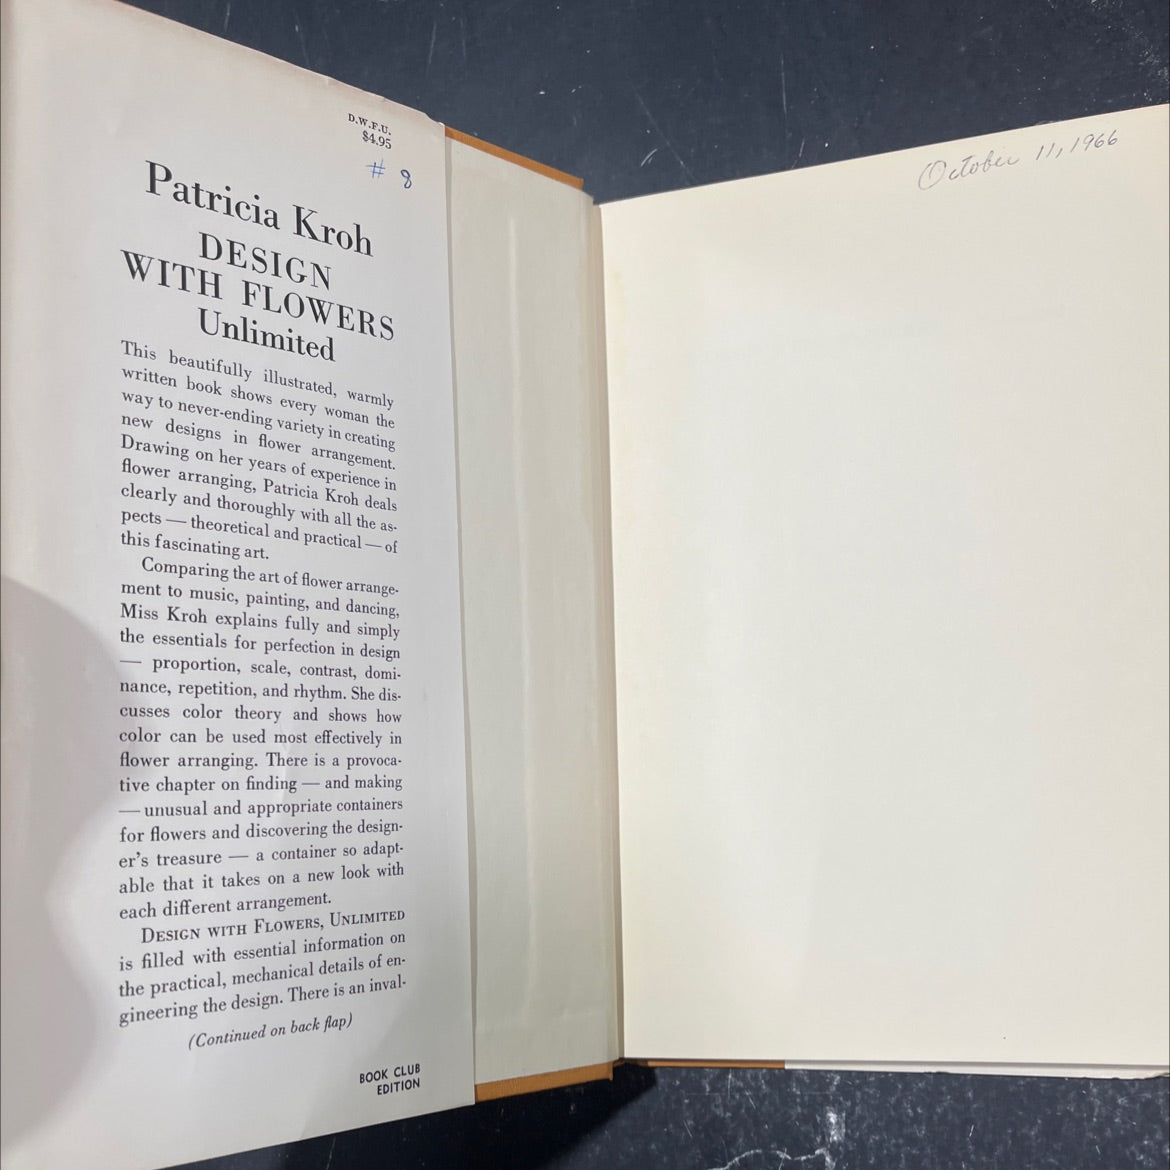 D.W.F.U.
$4.95
# 8
Patricia Kroh
DESIGN
WITH FLOWERS
Unlimited
This beautifully illustrated, warmly
written book shows every woman the
way to never-ending variety in creating
new designs in flower arrangement.
Drawing on her years of experience in
flower arranging, Patricia Kroh deals
clearly and thoroughly with all the as-
pects — theoretical and practical — of
this fascinating art.
Comparing the art of flower arrange-
ment to music, painting, and dancing,
Miss Kroh explains fully and simply
the essentials for perfection in design
— proportion, scale, contrast, domi-
nance, repetition, and rhythm. She dis-
cusses color theory and shows how
color can be used most effectively in
flower arranging. There is a provoca-
tive chapter on finding — and making
— unusual and appropriate containers
for flowers and discovering the design-
er's treasure — a container so adapt-
able that it takes on a new look with
each different arrangement.
DESIGN WITH FLOWERS, UNLIMITED
is filled with essential information on
the practical, mechanical details of en-
gineering the design. There is an inval-
(Continued on back flap)
BOOK CLUB
EDITION
October 11, 1966